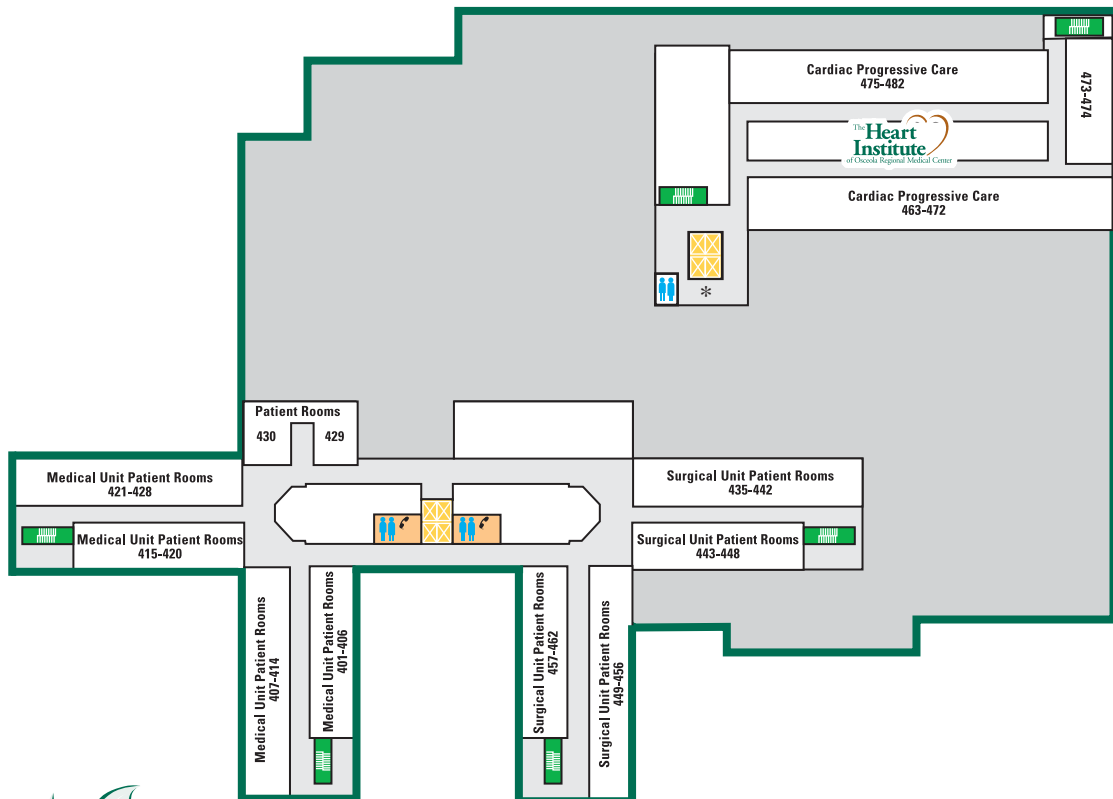 Cardiac Progressive Care
475-482
473-474
The Heart
Institute
of Osceola Regional Medical Center
Cardiac Progressive Care
463-472
*
Patient Rooms
430
429
Medical Unit Patient Rooms
421-428
Surgical Unit Patient Rooms
435-442
Medical Unit Patient Rooms
415-420
Surgical Unit Patient Rooms
443-448
Medical Unit Patient Rooms
407-414
Medical Unit Patient Rooms
401-406
Surgical Unit Patient Rooms
457-462
Surgical Unit Patient Rooms
449-456